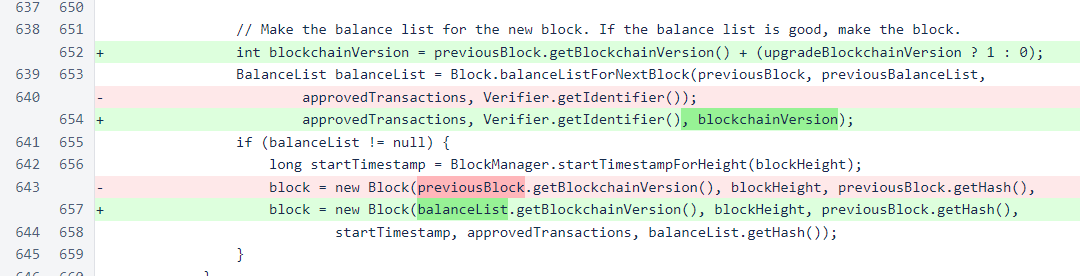 637 650
638 651 // Make the balance list for the new block. If the balance list is good, make the block.
652 + int blockchainVersion = previousBlock.getBlockchainVersion() + (upgradeBlockchainVersion ? 1 : 0);
639 653 BalanceList balanceList = Block.balanceListForNextBlock(previousBlock, previousBalanceList,
640 - approvedTransactions, Verifier.getIdentifier());
654 + approvedTransactions, Verifier.getIdentifier(), blockchainVersion);
641 655 if (balanceList != null) {
642 656 long startTimestamp = BlockManager.startTimestampForHeight(blockHeight);
643 - block = new Block(previousBlock.getBlockchainVersion(), blockHeight, previousBlock.getHash(),
657 + block = new Block(balanceList.getBlockchainVersion(), blockHeight, previousBlock.getHash(),
644 658 startTimestamp, approvedTransactions, balanceList.getHash());
645 659 }
646 660 }